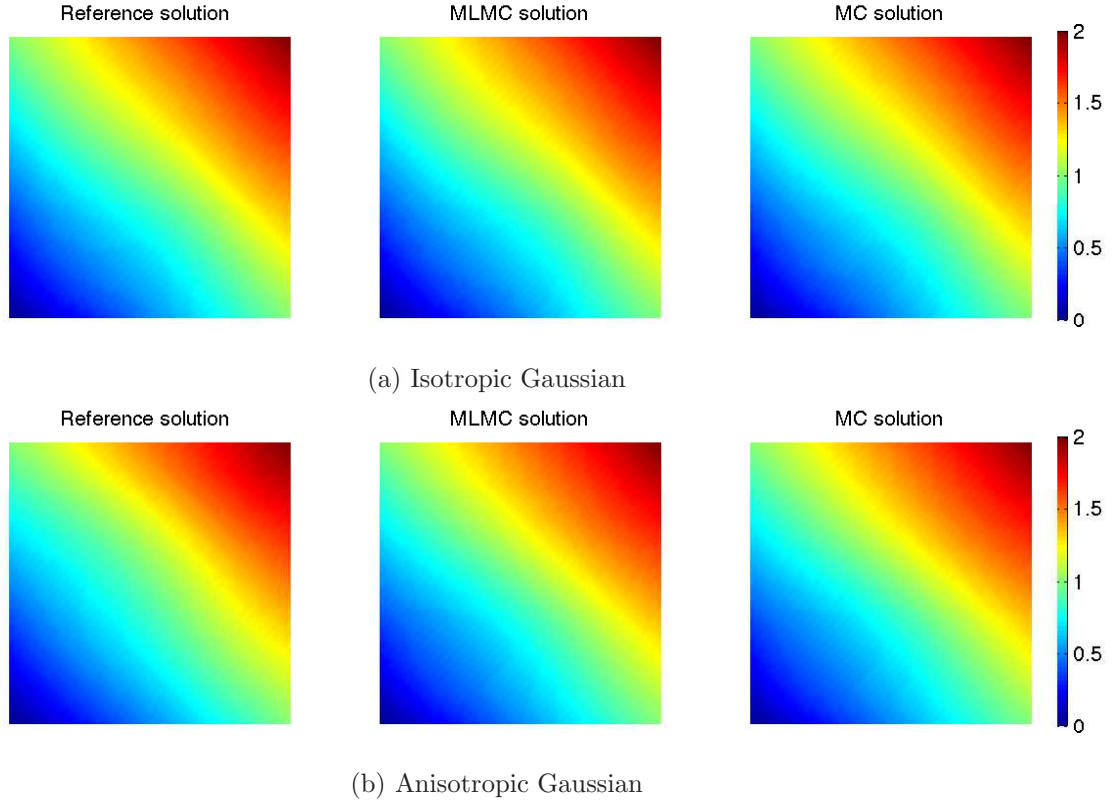 Reference solution
MLMC solution
MC solution
2
1.5
1
0.5
0
(a) Isotropic Gaussian
Reference solution
MLMC solution
MC solution
2
1.5
1
0.5
0
(b) Anisotropic Gaussian